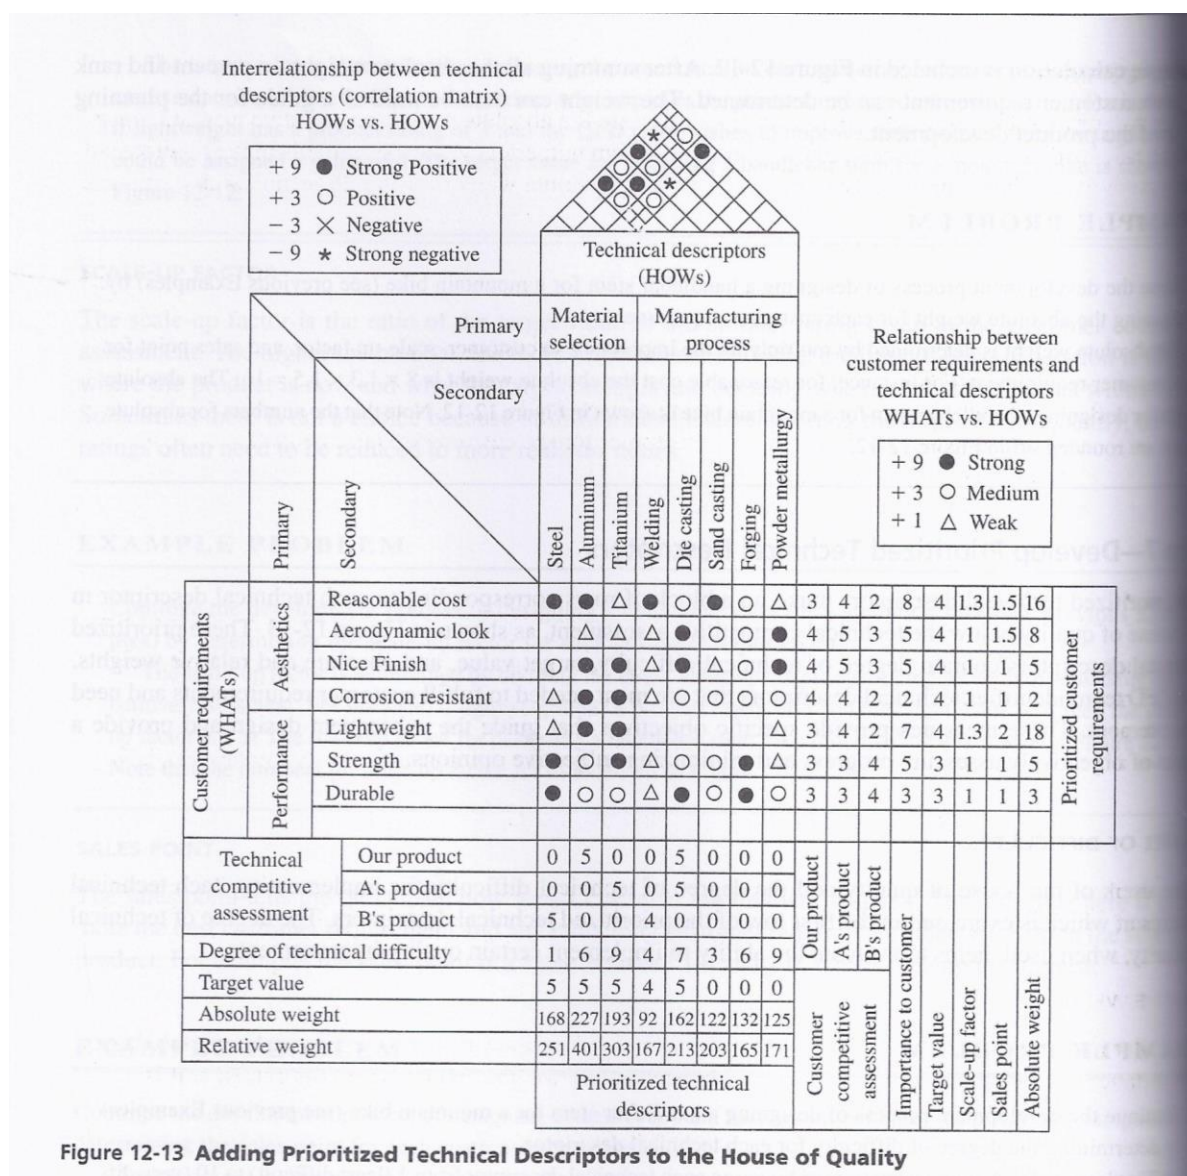 Interrelationship between technical
descriptors (correlation matrix)
HOWs vs. HOWs
+ 9 ● Strong Positive
+ 3 ○ Positive
− 3 × Negative
− 9 * Strong negative
Technical descriptors
(HOWs)
Primary
Material
selection
Manufacturing
process
Secondary
Relationship between
customer requirements and
technical descriptors
WHATs vs. HOWs
+ 9 ● Strong
+ 3 ○ Medium
+ 1 △ Weak
Primary
Secondary
Steel
Aluminum
Titanium
Welding
Die casting
Sand casting
Forging
Powder metallurgy
Customer requirements
(WHATs)
Aesthetics
Perfonmance
Reasonable cost 3 4 2 8 4 1.3 1.5 16
Aerodynamic look 4 5 3 5 4 1 1.5 8
Nice Finish 4 5 3 5 4 1 1 5
Corrosion resistant 4 4 2 2 4 1 1 2
Lightweight 3 4 2 7 4 1.3 2 18
Strength 3 3 4 5 3 1 1 5
Durable 3 3 4 3 3 1 1 3
Prioritized customer
requirements
Technical
competitive
assessment
Our product 0 5 0 0 5 0 0 0
A's product 0 0 5 0 5 0 0 0
B's product 5 0 0 4 0 0 0 0
Degree of technical difficulty 1 6 9 4 7 1 6 9
Target value 5 5 5 4 5 0 0 0
Absolute weight 168 227 193 92 162 122 132 125
Relative weight 251 401 303 167 213 203 165 171
Prioritized technical
descriptors
Our product
A's product
B's product
Customer
competitive
assessment
Importance to customer
Target value
Scale-up factor
Sales point
Absolute weight
Figure 12-13 Adding Prioritized Technical Descriptors to the House of Quality